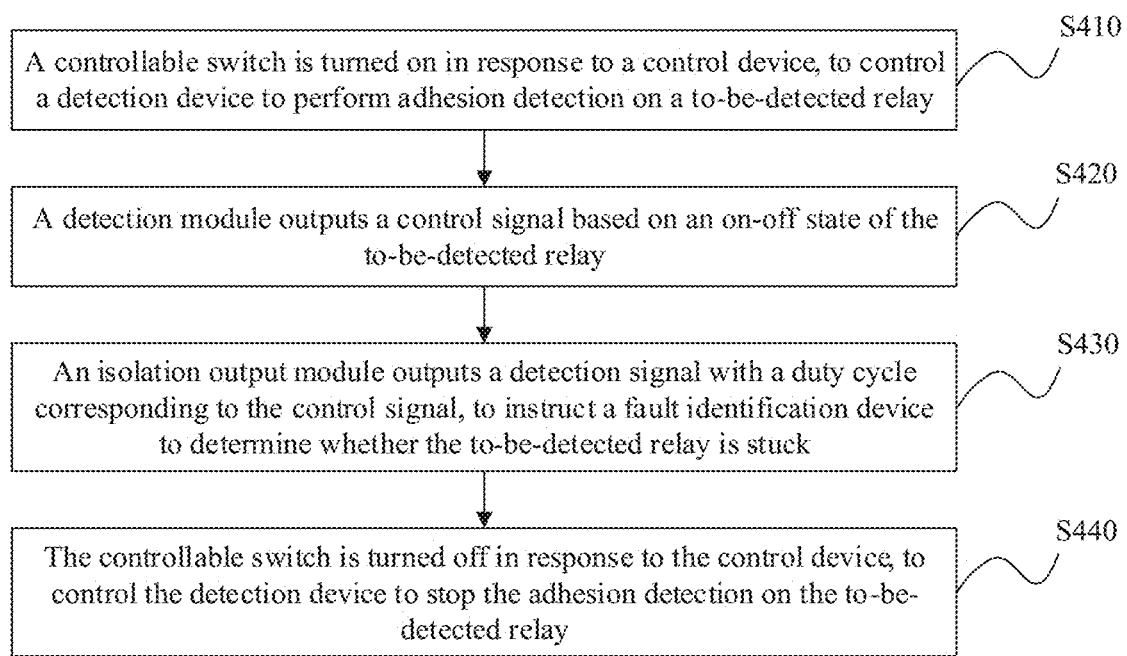 S410
A controllable switch is turned on in response to a control device, to control
a detection device to perform adhesion detection on a to-be-detected relay
S420
A detection module outputs a control signal based on an on-off state of the
to-be-detected relay
S430
An isolation output module outputs a detection signal with a duty cycle
corresponding to the control signal, to instruct a fault identification device
to determine whether the to-be-detected relay is stuck
S440
The controllable switch is turned off in response to the control device, to
control the detection device to stop the adhesion detection on the to-be-
detected relay